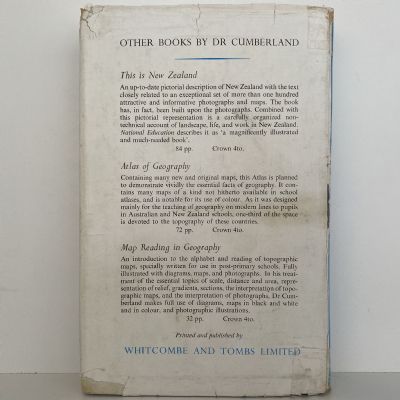 OTHER BOOKS BY DR CUMBERLAND
This is New Zealand
An up-to-date pictorial description of New Zealand with the text
closely related to an exceptional set of more than one hundred
attractive and informative photographs and maps. The book
has, in fact, been built upon the photographs. Combined with
this pictorial representation is a carefully organized non-
technical account of landscape, life, and work in New Zealand.
National Education describes it as 'a magnificently illustrated
and much-needed book'.
84 pp. Crown 4to.
Atlas of Geography
Containing many new and original maps, this Atlas is planned
to demonstrate vividly the essential facts of geography. It con-
tains many maps of a kind hitherto available in school
atlases, and is notable for its use of colour. As it was designed
mainly for the teaching of geography on modern lines to pupils
in Australian and New Zealand schools, one-third of the space
is devoted to the topography of these countries.
72 pp. Crown 4to.
Map Reading in Geography
An introduction to the alphabet and reading of topographic
maps, specially written for use in post-primary schools. Fully
illustrated with diagrams, maps, and photographs. In his treat-
ment of the essential topics of scale, distance and area, repre-
sentation of relief, gradients, sections, the interpretation of topo-
graphic maps, and the interpretation of photographs, Dr Cum-
berland makes full use of diagrams, maps in black and white
and in colour, and photographic illustrations.
32 pp. Crown 4to.
Printed and published by
WHITCOMBE AND TOMBS LIMITED